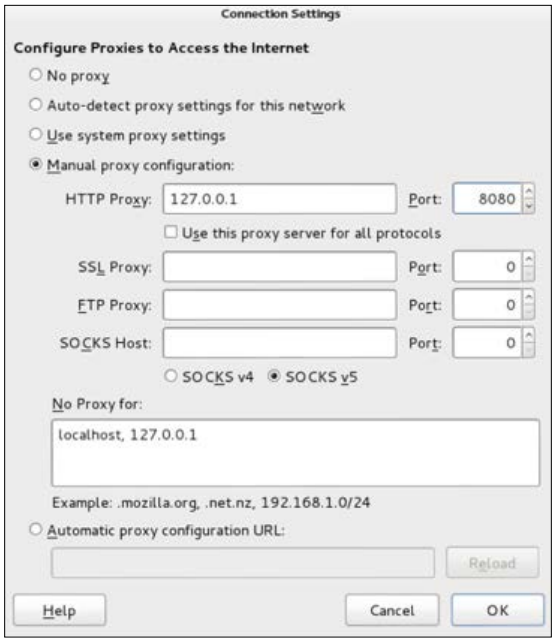 Connection Settings
Configure Proxies to Access the Internet
No proxy
Auto-detect proxy settings for this network
Use system proxy settings
Manual proxy configuration:
HTTP Proxy: 127.0.0.1 Port: 8080
Use this proxy server for all protocols
SSL Proxy: Port: 0
FTP Proxy: Port: 0
SOCKS Host: Port: 0
SOCKS v4 SOCKS v5
No Proxy for:
localhost, 127.0.0.1
Example: .mozilla.org, .net.nz, 192.168.1.0/24
Automatic proxy configuration URL:
Reload
Help Cancel OK